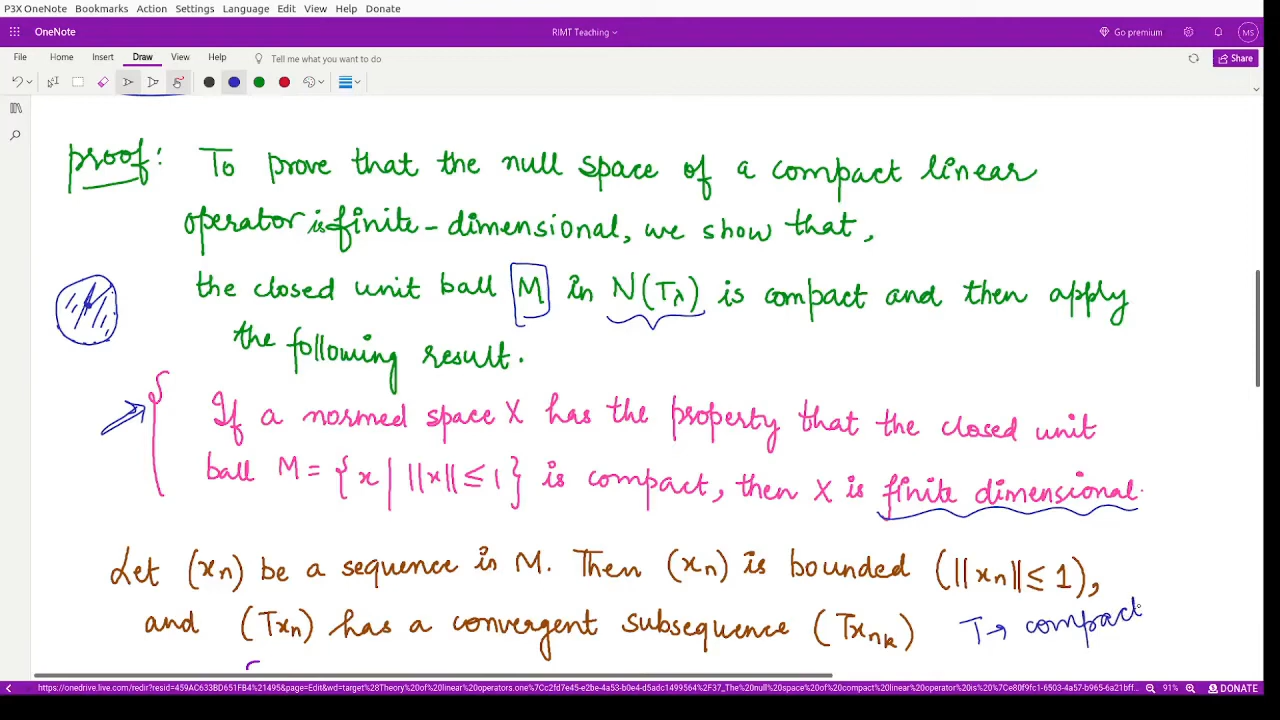 P3X OneNote Bookmarks Action Settings Language Edit View Help Donate
OneNote RIMT Teaching Go premium MS
File Home Insert Draw View Help Tell me what you want to do Share
proof: To prove that the null space of a compact linear
operator is finite-dimensional, we show that,
the closed unit ball M in N(Tλ) is compact and then apply
the following result.
If a normed space X has the property that the closed unit
ball M = {x | ||x|| ≤ 1} is compact, then X is finite dimensional.
Let (xn) be a sequence in M. Then (xn) is bounded (||xn|| ≤ 1),
and (Txn) has a convergent subsequence (Txnk) T → compact
91% DONATE